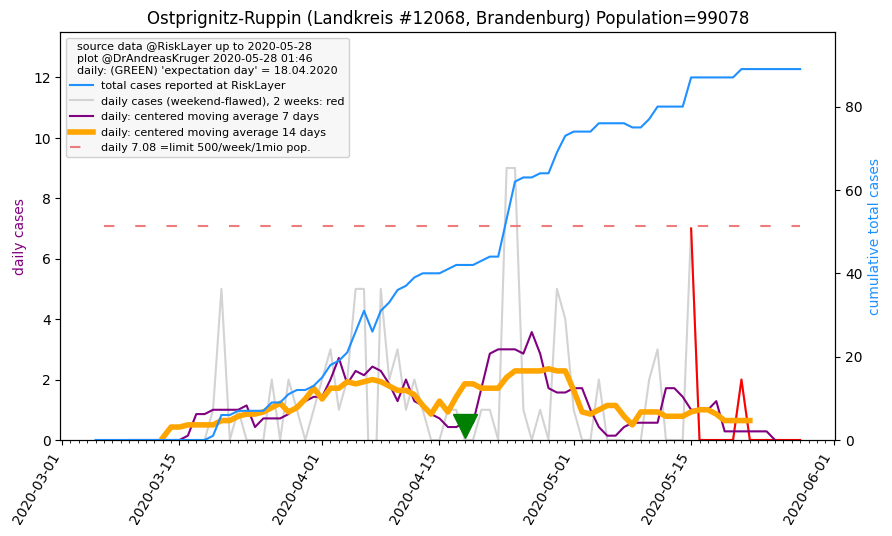 Ostprignitz-Ruppin (Landkreis #12068, Brandenburg) Population=99078
source data @RiskLayer up to 2020-05-28
plot @DrAndreasKruger 2020-05-28 01:46
daily: (GREEN) 'expectation day' = 18.04.2020
total cases reported at RiskLayer
daily cases (weekend-flawed), 2 weeks: red
daily: centered moving average 7 days
daily: centered moving average 14 days
daily 7.08 =limit 500/week/1mio pop.
daily cases
12
10
8
6
4
2
0
cumulative total cases
80
60
40
20
0
2020-03-01
2020-03-15
2020-04-01
2020-04-15
2020-05-01
2020-05-15
2020-06-01